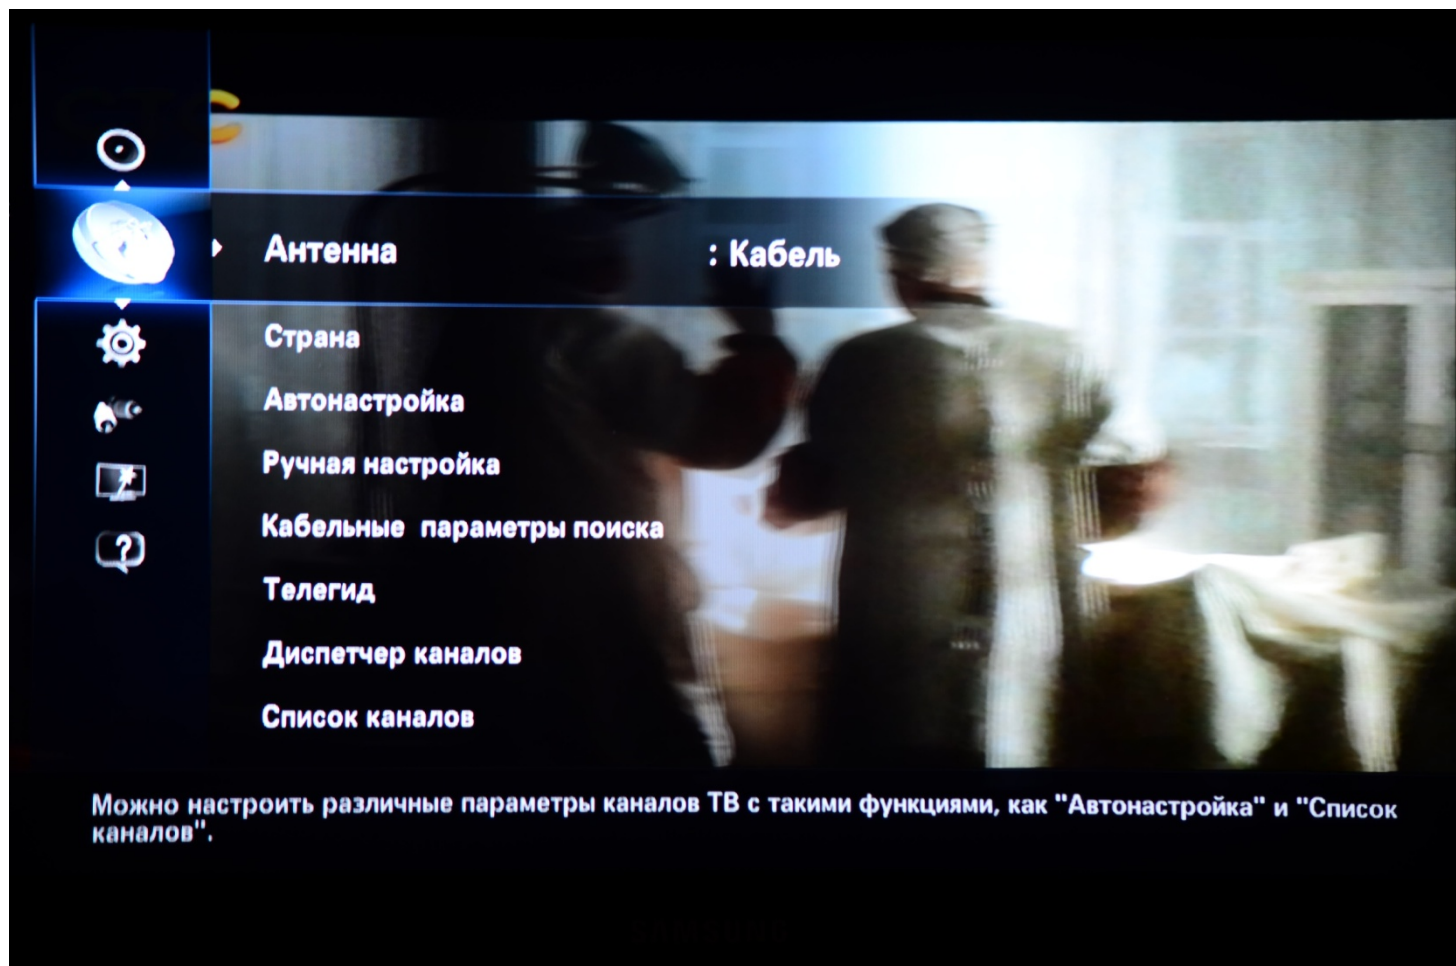 Антенна : Кабель
Страна
Автонастройка
Ручная настройка
Кабельные параметры поиска
Телегид
Диспетчер каналов
Список каналов
Можно настроить различные параметры каналов ТВ с такими функциями, как "Автонастройка" и "Список
каналов".
SAMSUNG